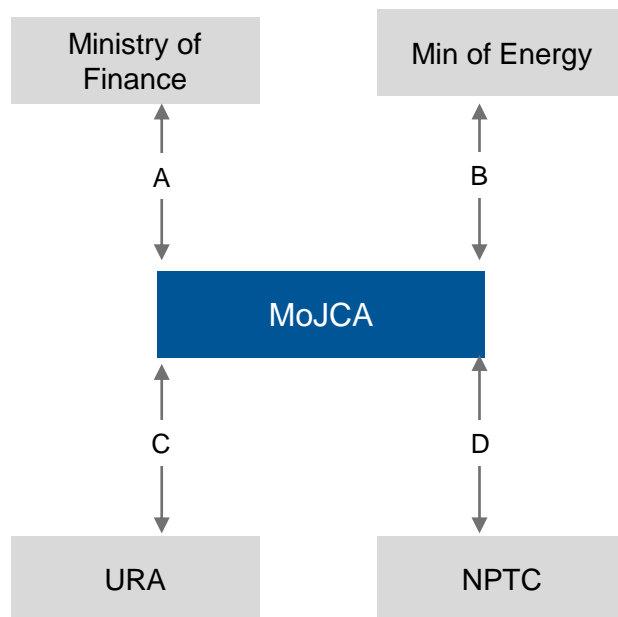 Ministry of
Finance
Min of Energy
A
B
MoJCA
C
D
URA
NPTC